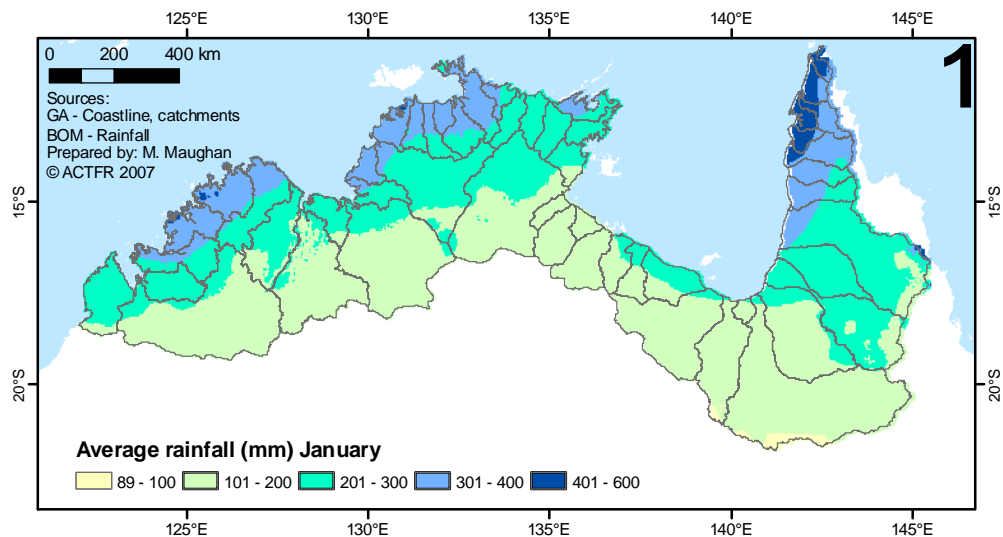 125°E 130°E 135°E 140°E 145°E
1
0 200 400 km
Sources:
GA - Coastline, catchments
BOM - Rainfall
Prepared by: M. Maughan
© ACTFR 2007
15°S 15°S
20°S 20°S
Average rainfall (mm) January
89 - 100 101 - 200 201 - 300 301 - 400 401 - 600
125°E 130°E 135°E 140°E 145°E